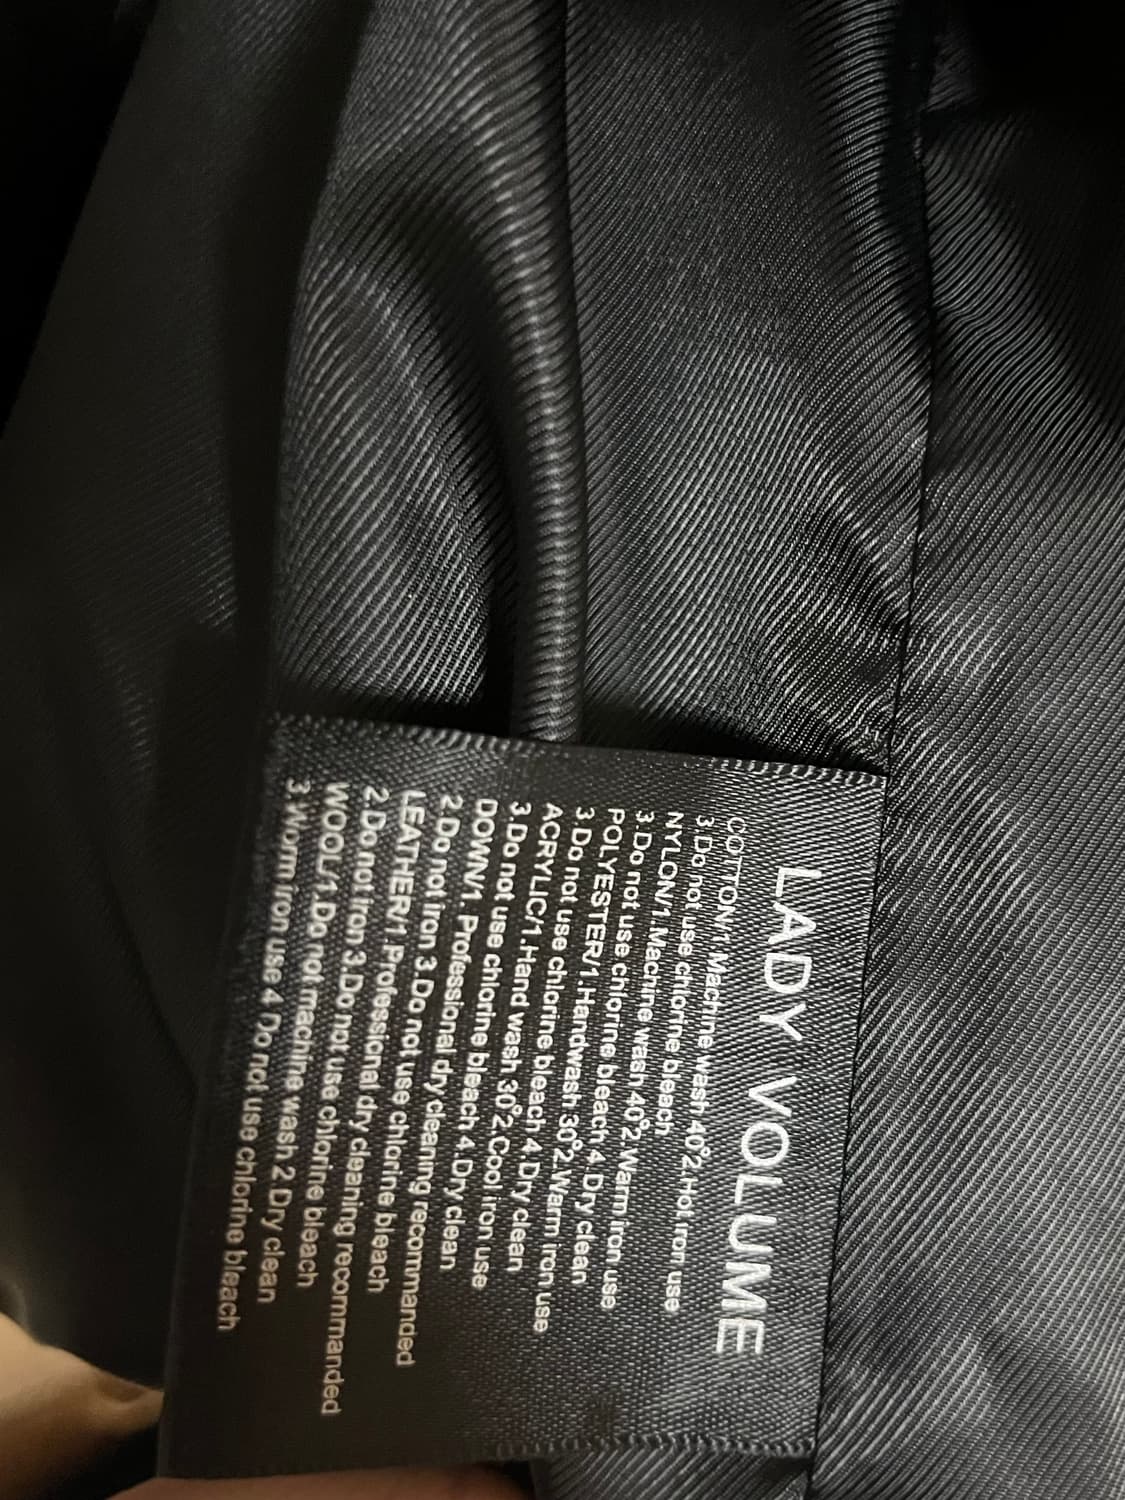 LADY VOLUME
COTTON/1.Machine wash 40°2.Hot iron use
3.Do not use chlorine bleach
NYLON/1.Machine wash 40°2.Warn iron use
3.Do not use chlorine bleach 4.Dry clean
POLYESTER/1.Handwash 30°2.Warm iron use
3 Do not use chlorine bleach 4 Dry clean
ACRYLIC/1.Hand wash 30°2.Cool iron use
3.Do not use chlorine bleach 4.Dry clean
DOWN/1. Professional dry cleaning recommanded
2 Do not iron 3.Do not use chlorine bleach
LEATHER/1.Professional dry cleaning recommanded
2.Do not iron 3.Do not use chlorine bleach
WOOL/1.Do not machine wash 2 Dry clean
3.Worm iron use 4 Do not use chlorine bleach